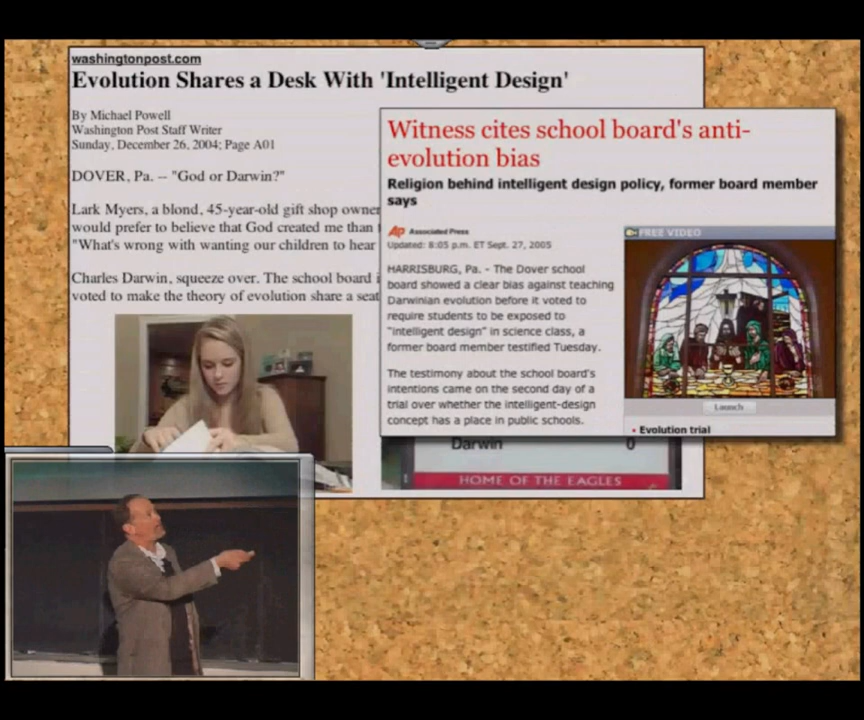 washingtonpost.com
Evolution Shares a Desk With 'Intelligent Design'
By Michael Powell
Washington Post Staff Writer
Sunday, December 26, 2004; Page A01
DOVER, Pa. -- "God or Darwin?"
Lark Myers, a blond, 45-year-old gift shop owner
would prefer to believe that God created me than
"What's wrong with wanting our children to hear
Charles Darwin, squeeze over. The school board
voted to make the theory of evolution share a seat
Witness cites school board's anti-
evolution bias
Religion behind intelligent design policy, former board member
says
AP Associated Press
Updated: 8:05 p.m. ET Sept. 27, 2005
HARRISBURG, Pa. - The Dover school
board showed a clear bias against teaching
Darwinian evolution before it voted to
require students to be exposed to
"intelligent design" in science class, a
former board member testified Tuesday.
The testimony about the school board's
intentions came on the second day of a
trial over whether the intelligent-design
concept has a place in public schools.
FREE VIDEO
Launch
• Evolution trial
Darwin 0
HOME OF THE EAGLES